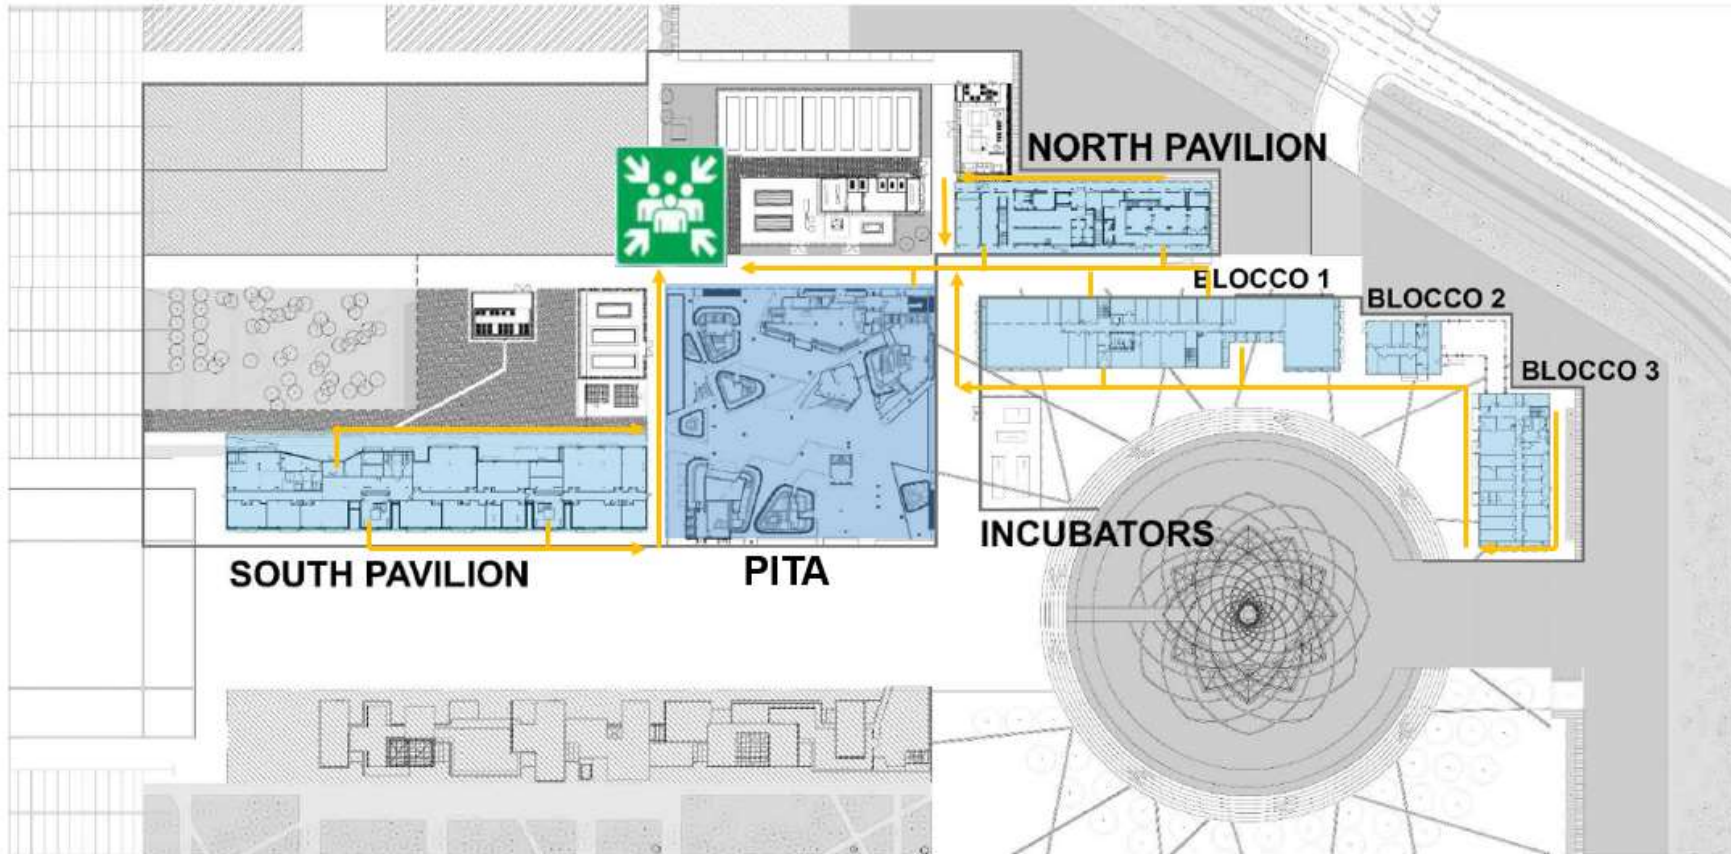 NORTH PAVILION
BLOCCO 1
BLOCCO 2
BLOCCO 3
INCUBATORS
SOUTH PAVILION
PITA